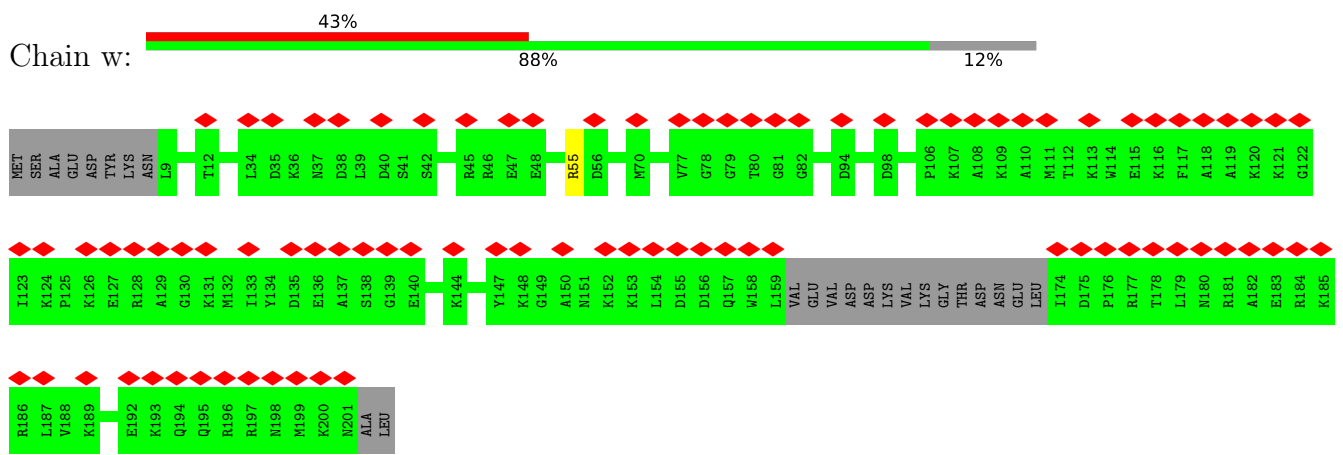 43%
Chain w:
88% 12%
MET SER ALA GLU ASP TYR LYS ASN L9 T12 L34 D35 K36 N37 D38 L39 D40 S41 S42 R45 R46 E47 E48 R55 D56 M70 V77 G78 G79 T80 G81 G82 D94 D98 P106 K107 A108 K109 A110 M111 T112 K113 W114 E115 K116 F117 A118 A119 K120 K121 G122
I123 K124 P125 K126 E127 R128 A129 G130 K131 M132 I133 Y134 D135 E136 A137 S138 G139 E140 K144 Y147 K148 G149 A150 N151 K152 K153 L154 D155 D156 Q157 W158 L159 VAL GLU VAL ASP ASP LYS VAL LYS GLY THR ASP ASN GLU LEU I174 D175 P176 R177 T178 L179 N180 R181 A182 E183 R184 K185
R186 L187 V188 K189 E192 K193 Q194 Q195 R196 R197 N198 M199 K200 N201 ALA LEU